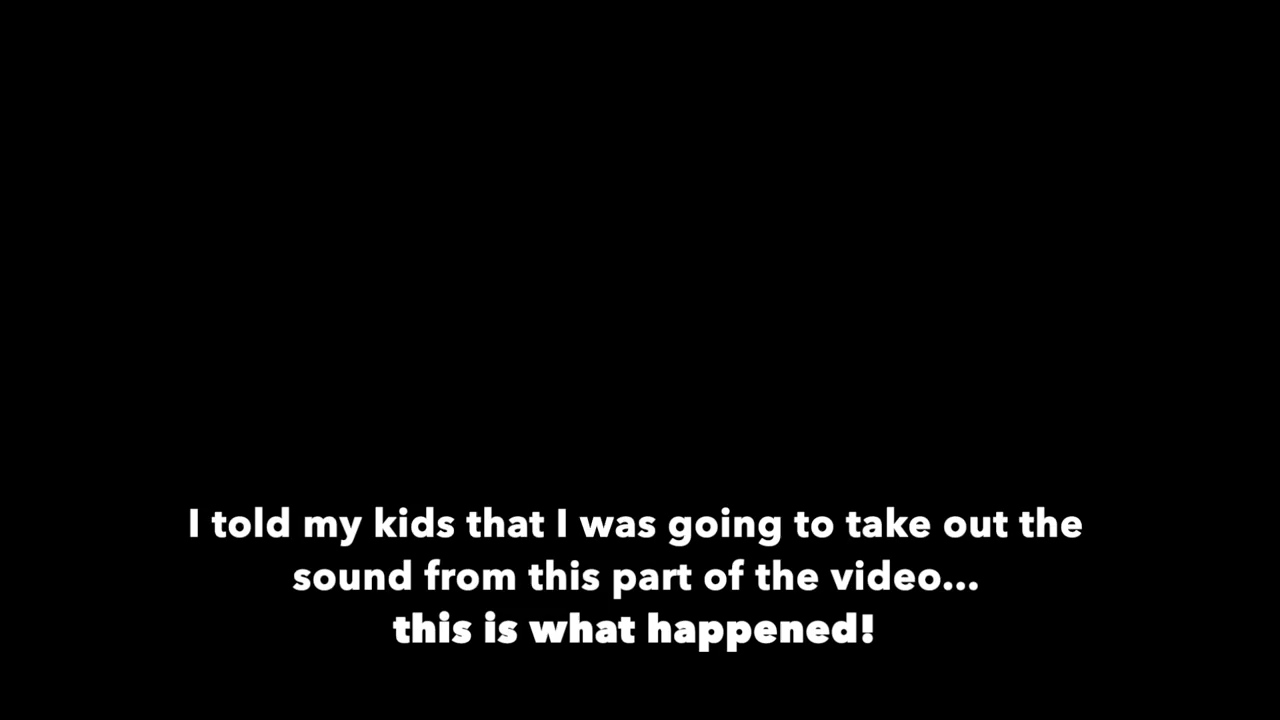 I told my kids that I was going to take out the
sound from this part of the video...
this is what happened!